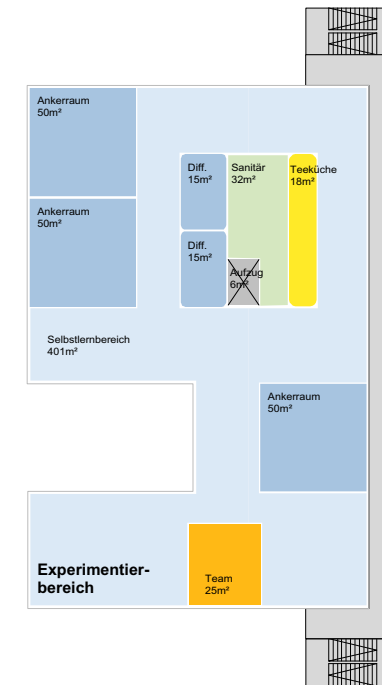 Ankerraum
50m²
Diff.
15m²
Sanitär
32m²
Teeküche
18m²
Ankerraum
50m²
Diff.
15m²
Aufzug
6m²
Selbstlernbereich
401m²
Ankerraum
50m²
Experimentier-
bereich
Team
25m²